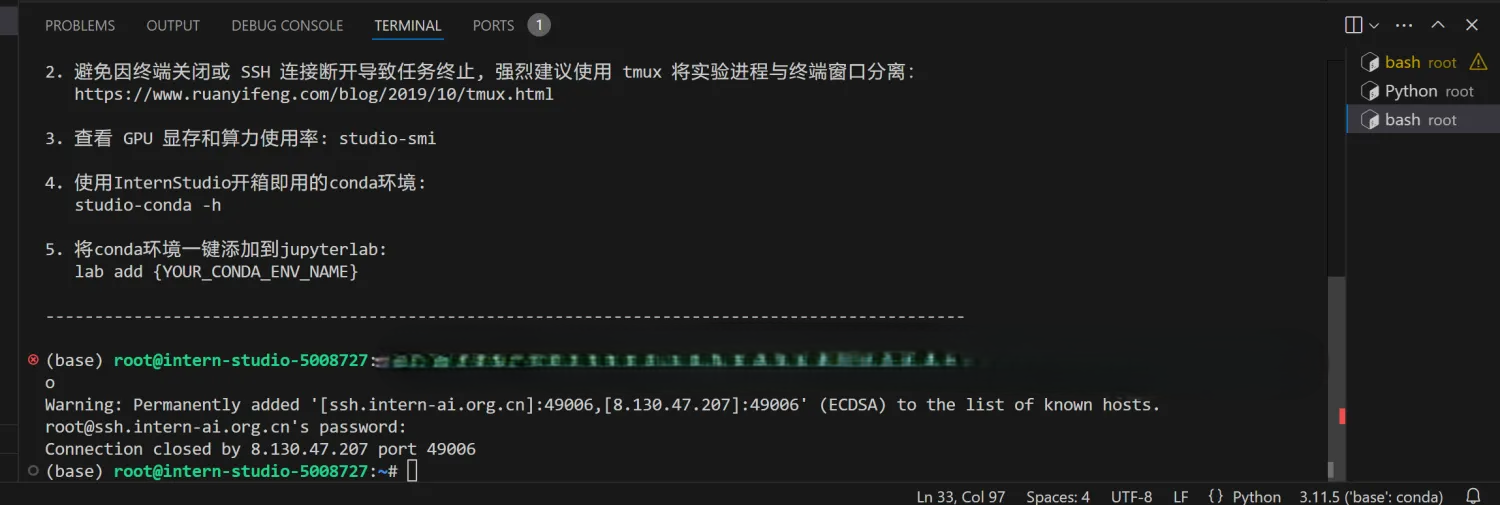 PROBLEMS OUTPUT DEBUG CONSOLE TERMINAL PORTS 1
2. 避免因终端关闭或 SSH 连接断开导致任务终止，强烈建议使用 tmux 将实验进程与终端窗口分离：
https://www.ruanyifeng.com/blog/2019/10/tmux.html
3. 查看 GPU 显存和算力使用率: studio-smi
4. 使用InternStudio开箱即用的conda环境:
studio-conda -h
5. 将conda环境一键添加到jupyterlab:
lab add {YOUR_CONDA_ENV_NAME}
--------------------------------------------------------------------------------------------
(base) root@intern-studio-5008727:
o
Warning: Permanently added '[ssh.intern-ai.org.cn]:49006,[8.130.47.207]:49006' (ECDSA) to the list of known hosts.
root@ssh.intern-ai.org.cn's password:
Connection closed by 8.130.47.207 port 49006
(base) root@intern-studio-5008727:~#
bash root
Python root
bash root
Ln 33, Col 97 Spaces: 4 UTF-8 LF {} Python 3.11.5 ('base': conda)